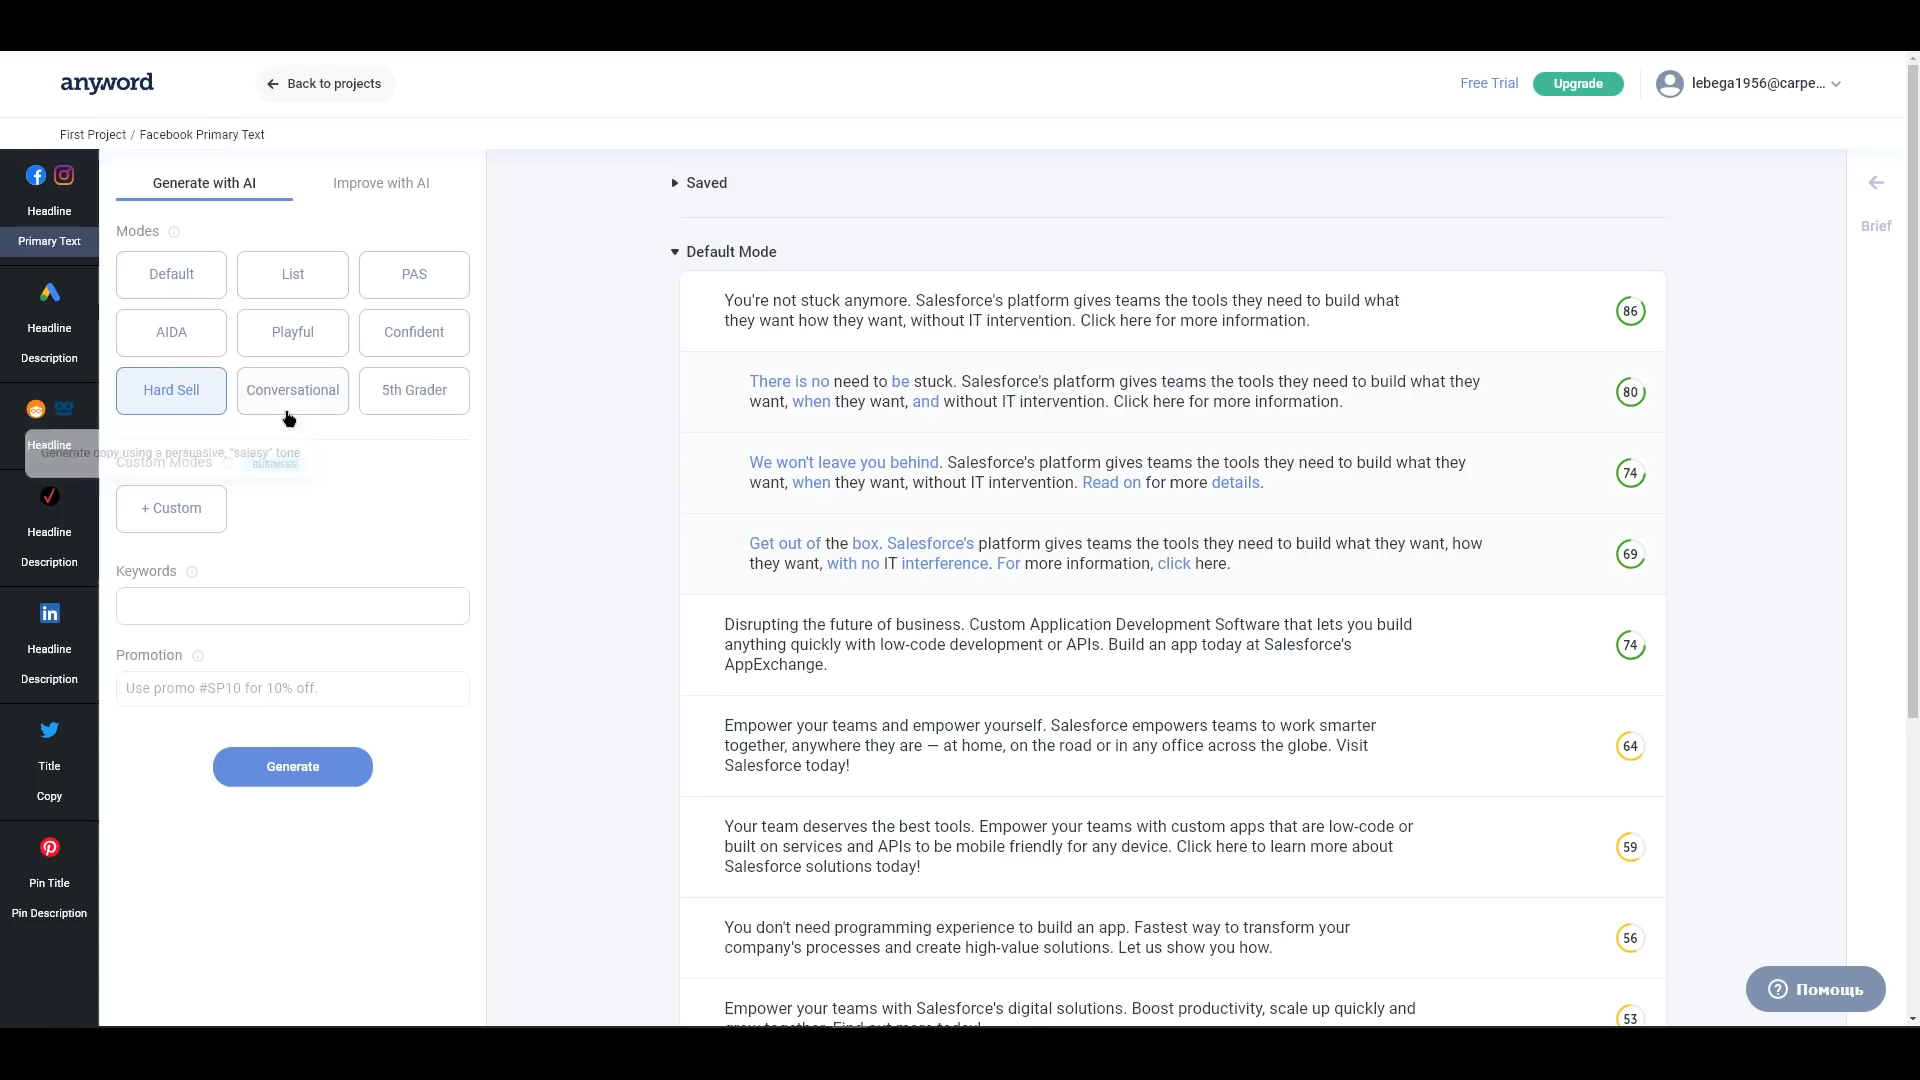 anyword
Back to projects
Free Trial
Upgrade
lebega1956@carpe...
First Project / Facebook Primary Text
Headline
Primary Text
Headline
Description
Headline
Headline
Description
Headline
Description
Title
Copy
Pin Title
Pin Description
Generate with AI
Improve with AI
Modes
Default
List
PAS
AIDA
Playful
Confident
Hard Sell
Conversational
5th Grader
Generate copy using a persuasive, "salesy" tone
Custom Modes
BUSINESS
+ Custom
Keywords
Promotion
Use promo #SP10 for 10% off.
Generate
Saved
Default Mode
You're not stuck anymore. Salesforce's platform gives teams the tools they need to build what
they want how they want, without IT intervention. Click here for more information.
86
There is no need to be stuck. Salesforce's platform gives teams the tools they need to build what they
want, when they want, and without IT intervention. Click here for more information.
80
We won't leave you behind. Salesforce's platform gives teams the tools they need to build what they
want, when they want, without IT intervention. Read on for more details.
74
Get out of the box. Salesforce's platform gives teams the tools they need to build what they want, how
they want, with no IT interference. For more information, click here.
69
Disrupting the future of business. Custom Application Development Software that lets you build
anything quickly with low-code development or APIs. Build an app today at Salesforce's
AppExchange.
74
Empower your teams and empower yourself. Salesforce empowers teams to work smarter
together, anywhere they are — at home, on the road or in any office across the globe. Visit
Salesforce today!
64
Your team deserves the best tools. Empower your teams with custom apps that are low-code or
built on services and APIs to be mobile friendly for any device. Click here to learn more about
Salesforce solutions today!
59
You don't need programming experience to build an app. Fastest way to transform your
company's processes and create high-value solutions. Let us show you how.
56
Empower your teams with Salesforce's digital solutions. Boost productivity, scale up quickly and
grow together. Find out more today!
53
Brief
Помощь